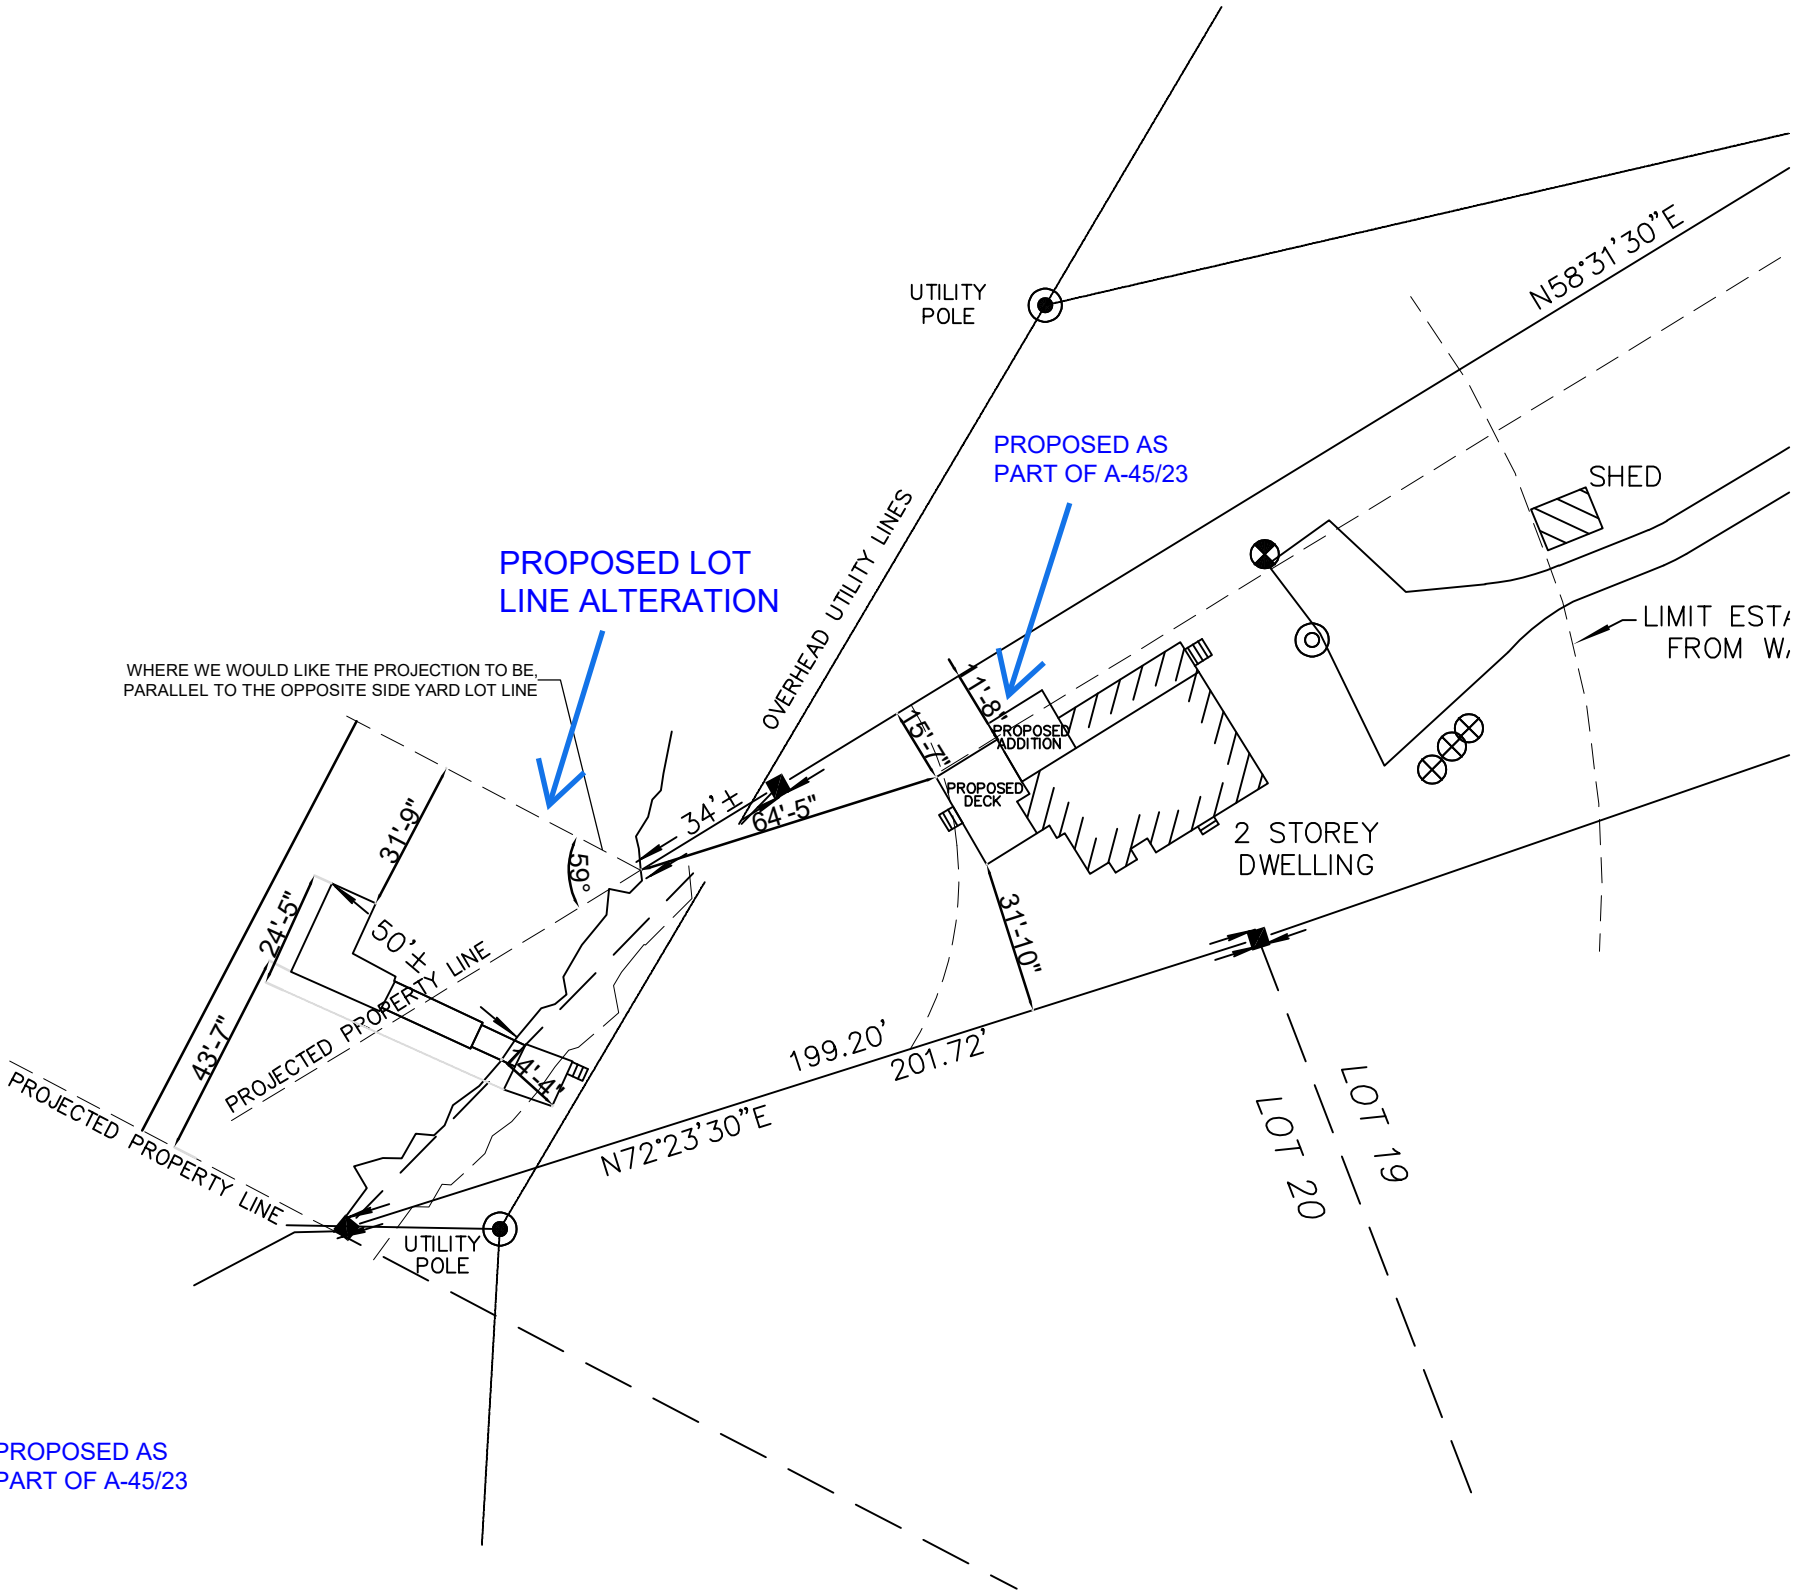 N58°31'30"E
UTILITY
POLE
PROPOSED AS
PART OF A-45/23
SHED
OVERHEAD UTILITY LINES
PROPOSED LOT
LINE ALTERATION
LIMIT ESTA
FROM WA
WHERE WE WOULD LIKE THE PROJECTION TO BE,
PARALLEL TO THE OPPOSITE SIDE YARD LOT LINE
1'-8"
15'-7"
PROPOSED
ADDITION
PROPOSED
DECK
34'±
64'-5"
2 STOREY
DWELLING
31'-9"
59°
24'-5"
50'±
31'-10"
PROJECTED PROPERTY LINE
43'-7"
14'-4"
199.20'
201.72'
PROJECTED PROPERTY LINE
N72°23'30"E
LOT 19
LOT 20
UTILITY
POLE
PROPOSED AS
PART OF A-45/23